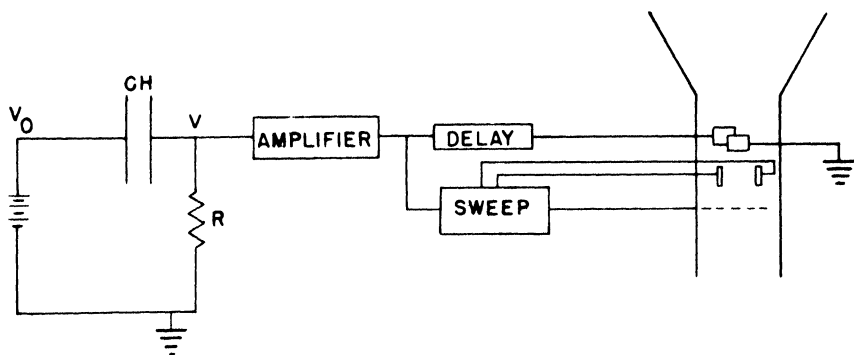 CH
V₀
V
AMPLIFIER
DELAY
SWEEP
R